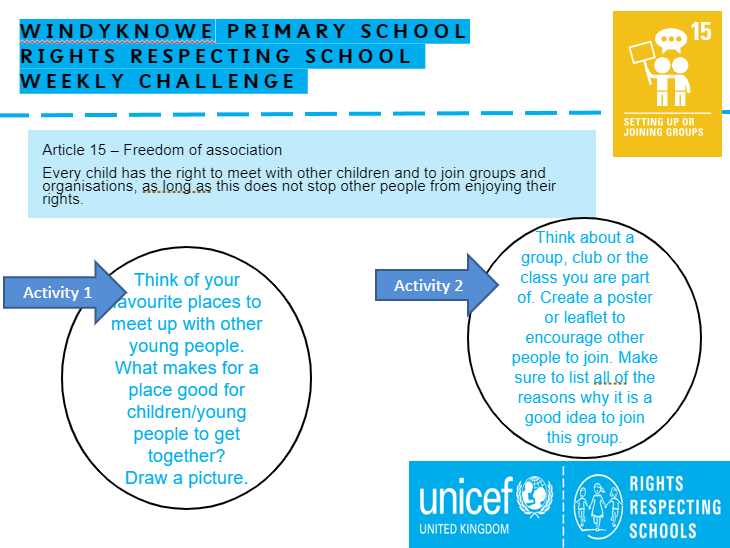 WINDYKNOWE PRIMARY SCHOOL
RIGHTS RESPECTING SCHOOL
WEEKLY CHALLENGE
15
SETTING UP OR
JOINING GROUPS
Article 15 – Freedom of association
Every child has the right to meet with other children and to join groups and
organisations, as long as this does not stop other people from enjoying their
rights.
Activity 1
Think of your
favourite places to
meet up with other
young people.
What makes for a
place good for
children/young
people to get
together?
Draw a picture.
Activity 2
Think about a
group, club or the
class you are part
of. Create a poster
or leaflet to
encourage other
people to join. Make
sure to list all of the
reasons why it is a
good idea to join
this group.
unicef
UNITED KINGDOM
RIGHTS
RESPECTING
SCHOOLS